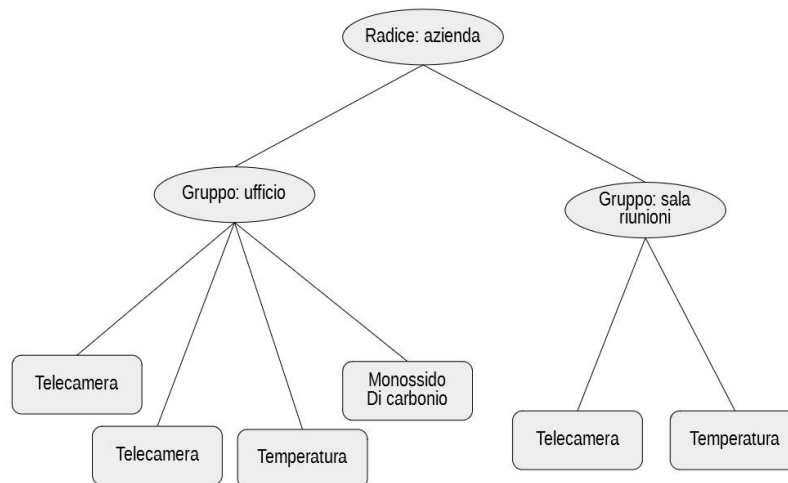 Radice: azienda
Gruppo: ufficio
Gruppo: sala
riunioni
Telecamera
Monossido
Di carbonio
Telecamera
Temperatura
Telecamera
Temperatura